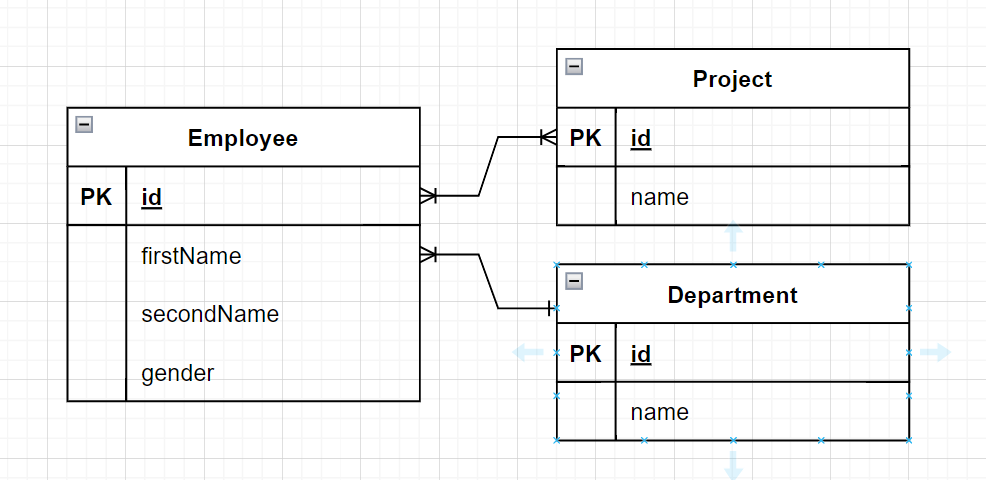 Employee
PK id
firstName
secondName
gender
Project
PK id
name
Department
PK id
name